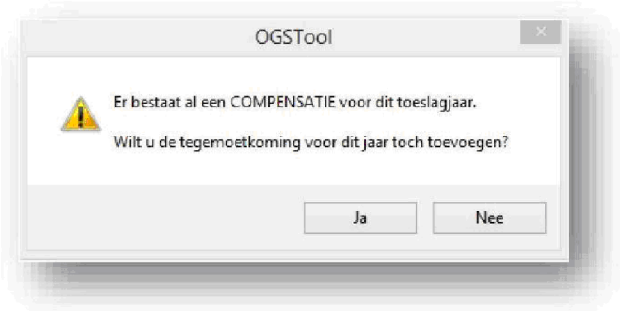 OGSTool
Er bestaat al een COMPENSATIE voor dit toeslagjaar.
Wilt u de tegemoetkoming voor dit jaar toch toevoegen?
Ja Nee